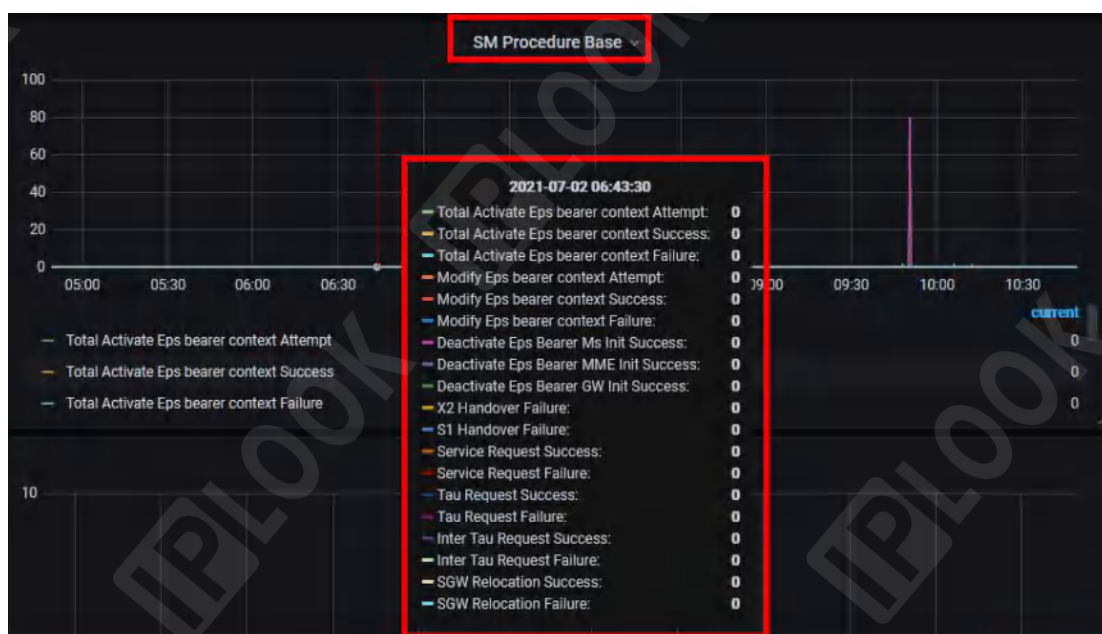 SM Procedure Base
100
80
60
40
20
0
05:00 05:30 06:00 06:30 09:00 09:30 10:00 10:30
2021-07-02 06:43:30
Total Activate Eps bearer context Attempt: 0
Total Activate Eps bearer context Success: 0
Total Activate Eps bearer context Failure: 0
Modify Eps bearer context Attempt: 0
Modify Eps bearer context Success: 0
Modify Eps bearer context Failure: 0
Deactivate Eps Bearer Ms Init Success: 0
Deactivate Eps Bearer MME Init Success: 0
Deactivate Eps Bearer GW Init Success: 0
X2 Handover Failure: 0
S1 Handover Failure: 0
Service Request Success: 0
Service Request Failure: 0
Tau Request Success: 0
Tau Request Failure: 0
Inter Tau Request Success: 0
Inter Tau Request Failure: 0
SGW Relocation Success: 0
SGW Relocation Failure: 0
current
Total Activate Eps bearer context Attempt 0
Total Activate Eps bearer context Success 0
Total Activate Eps bearer context Failure 0
10
IPLOOK
IPLOOK
IPLOOK